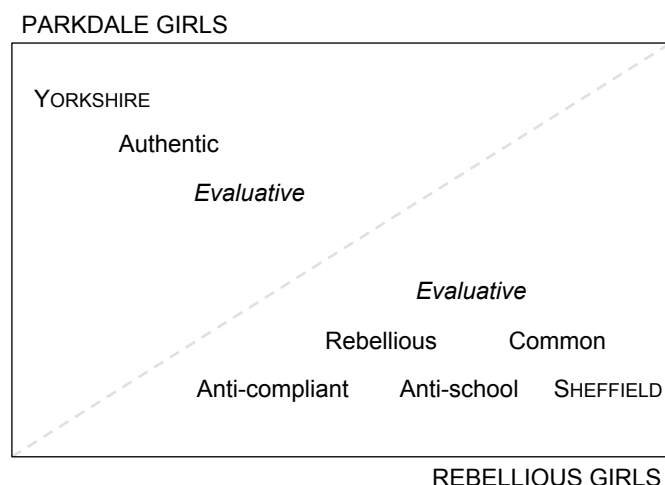 PARKDALE GIRLS
YORKSHIRE
Authentic
Evaluative
Evaluative
Rebellious Common
Anti-compliant Anti-school SHEFFIELD
REBELLIOUS GIRLS